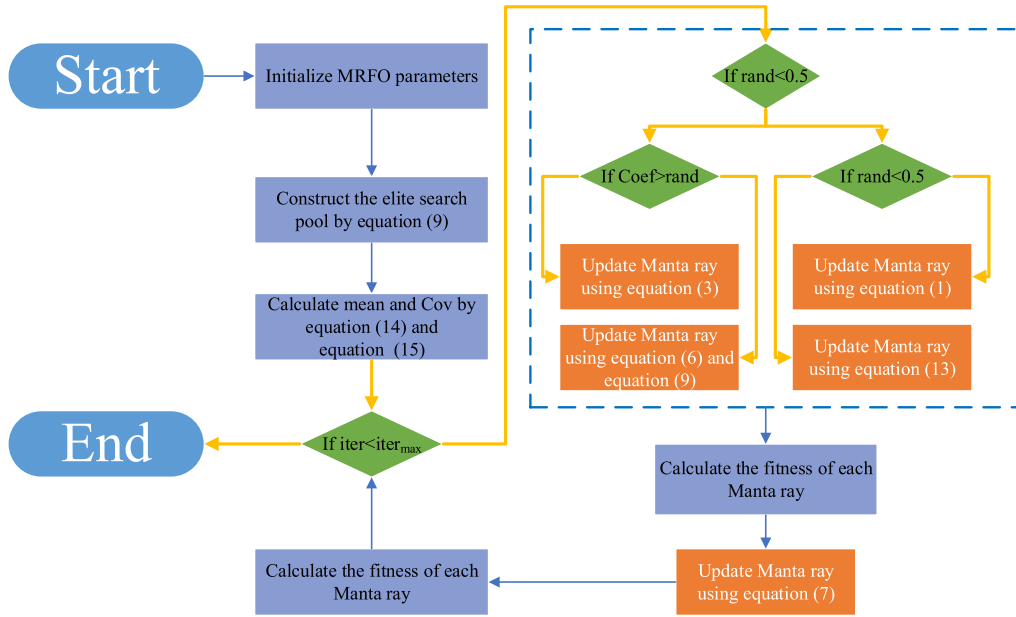 Start
Initialize MRFO parameters
Construct the elite search
pool by equation (9)
Calculate mean and Cov by
equation (14) and
equation (15)
End
If iter<itermax
If rand<0.5
If Coef>rand
If rand<0.5
Update Manta ray
using equation (3)
Update Manta ray
using equation (1)
Update Manta ray
using equation (6) and
equation (9)
Update Manta ray
using equation (13)
Calculate the fitness of each
Manta ray
Update Manta ray
using equation (7)
Calculate the fitness of each
Manta ray